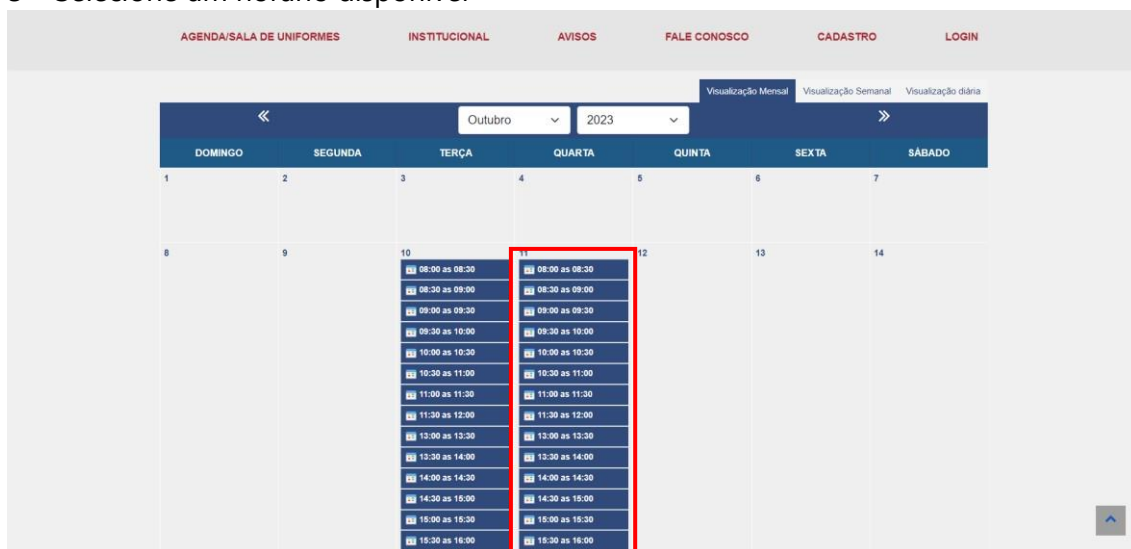 AGENDA/SALA DE UNIFORMES INSTITUCIONAL AVISOS FALE CONOSCO CADASTRO LOGIN
Visualização Mensal Visualização Semanal Visualização diária
« Outubro 2023 »
DOMINGO SEGUNDA TERÇA QUARTA QUINTA SEXTA SÁBADO
1 2 3 4 5 6 7
8 9 10 11 12 13 14
08:00 as 08:30 08:00 as 08:30
08:30 as 09:00 08:30 as 09:00
09:00 as 09:30 09:00 as 09:30
09:30 as 10:00 09:30 as 10:00
10:00 as 10:30 10:00 as 10:30
10:30 as 11:00 10:30 as 11:00
11:00 as 11:30 11:00 as 11:30
11:30 as 12:00 11:30 as 12:00
13:00 as 13:30 13:00 as 13:30
13:30 as 14:00 13:30 as 14:00
14:00 as 14:30 14:00 as 14:30
14:30 as 15:00 14:30 as 15:00
15:00 as 15:30 15:00 as 15:30
15:30 as 16:00 15:30 as 16:00